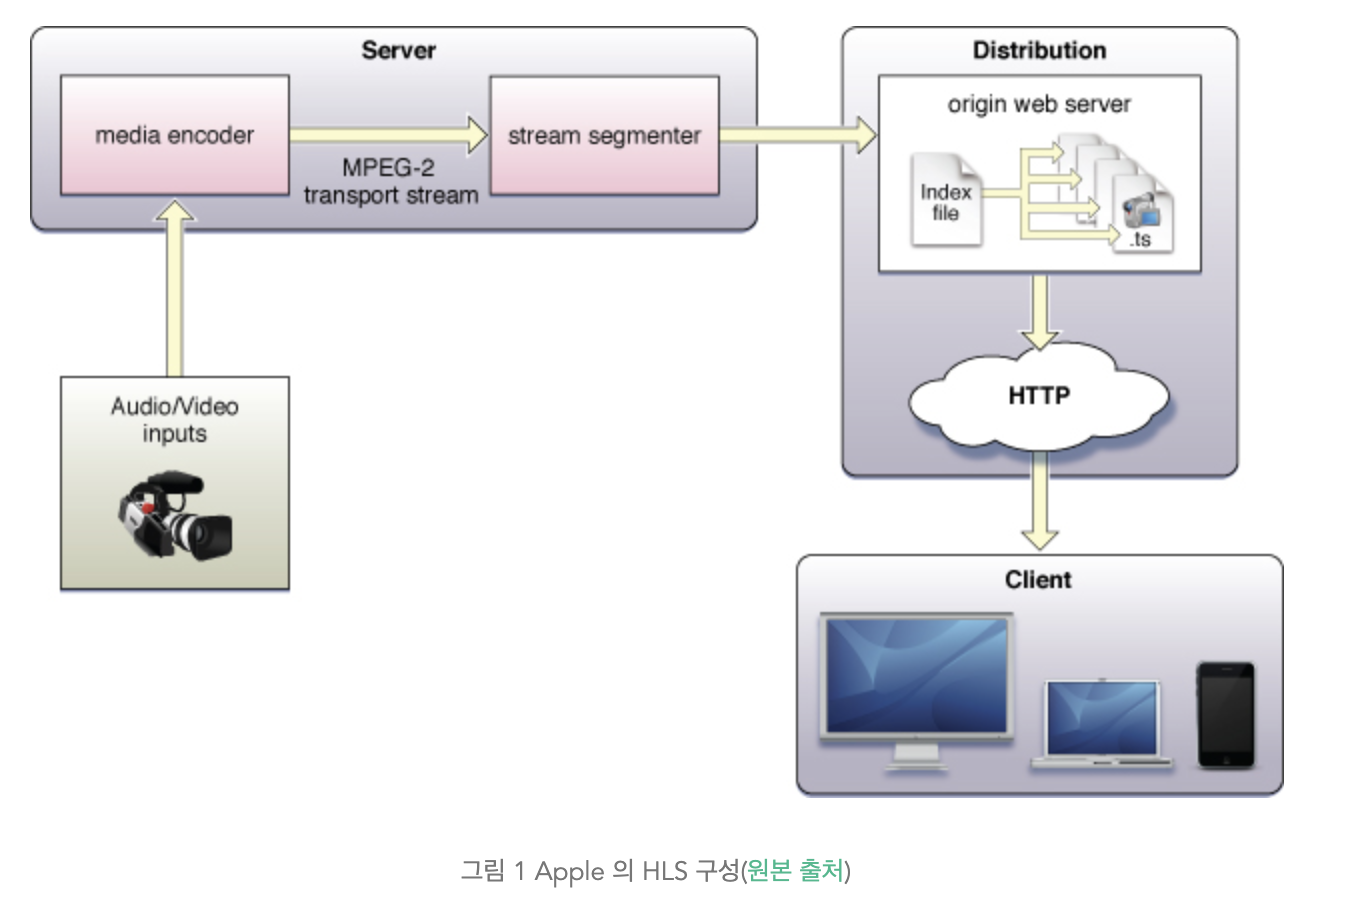 Server
media encoder
MPEG-2
transport stream
stream segmenter
Audio/Video
inputs
Distribution
origin web server
Index
file
.ts
HTTP
Client
그림 1 Apple 의 HLS 구성(원본 출처)